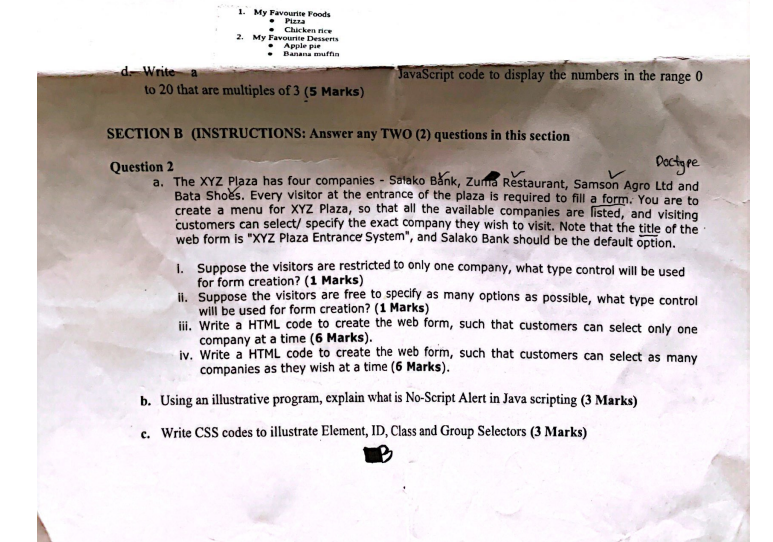 1. My Favourite Foods
• Pizza
• Chicken rice
2. My Favourite Desserts
• Apple pie
• Banana muffin
d. Write a JavaScript code to display the numbers in the range 0
to 20 that are multiples of 3 (5 Marks)
SECTION B (INSTRUCTIONS: Answer any TWO (2) questions in this section
Question 2
Doctype
a. The XYZ Plaza has four companies - Salako Bank, Zuma Restaurant, Samson Agro Ltd and
Bata Shoes. Every visitor at the entrance of the plaza is required to fill a form. You are to
create a menu for XYZ Plaza, so that all the available companies are listed, and visiting
customers can select/ specify the exact company they wish to visit. Note that the title of the
web form is "XYZ Plaza Entrance System", and Salako Bank should be the default option.
i. Suppose the visitors are restricted to only one company, what type control will be used
for form creation? (1 Marks)
ii. Suppose the visitors are free to specify as many options as possible, what type control
will be used for form creation? (1 Marks)
iii. Write a HTML code to create the web form, such that customers can select only one
company at a time (6 Marks).
iv. Write a HTML code to create the web form, such that customers can select as many
companies as they wish at a time (6 Marks).
b. Using an illustrative program, explain what is No-Script Alert in Java scripting (3 Marks)
c. Write CSS codes to illustrate Element, ID, Class and Group Selectors (3 Marks)